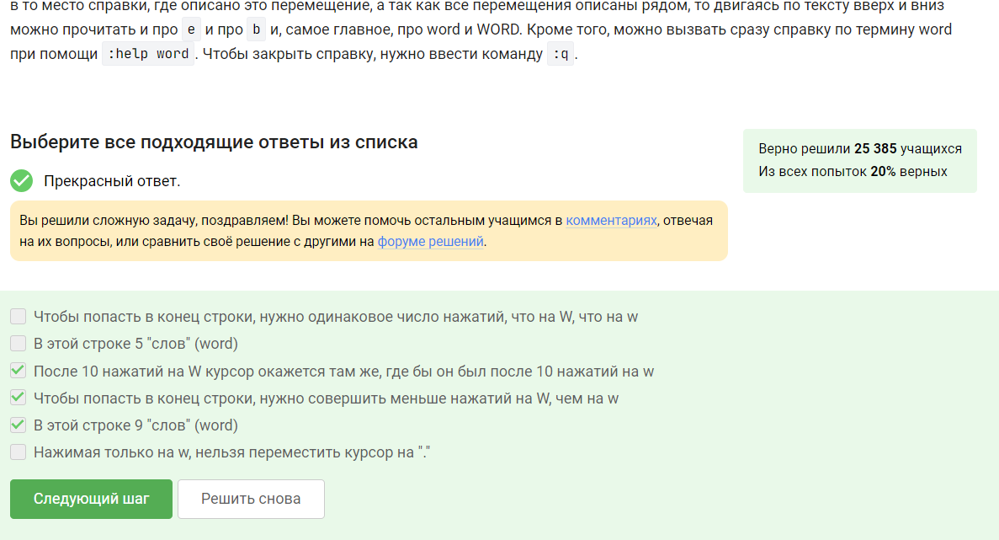 в то место справки, где описано это перемещение, а так как все перемещения описаны рядом, то двигаясь по тексту вверх и вниз
можно прочитать и про e и про b и, самое главное, про word и WORD. Кроме того, можно вызвать сразу справку по термину word
при помощи :help word. Чтобы закрыть справку, нужно ввести команду :q.
Выберите все подходящие ответы из списка
Верно решили 25 385 учащихся
Из всех попыток 20% верных
Прекрасный ответ.
Вы решили сложную задачу, поздравляем! Вы можете помочь остальным учащимся в комментариях, отвечая
на их вопросы, или сравнить своё решение с другими на форуме решений.
Чтобы попасть в конец строки, нужно одинаковое число нажатий, что на W, что на w
В этой строке 5 "слов" (word)
После 10 нажатий на W курсор окажется там же, где бы он был после 10 нажатий на w
Чтобы попасть в конец строки, нужно совершить меньше нажатий на W, чем на w
В этой строке 9 "слов" (word)
Нажимая только на w, нельзя переместить курсор на "."
Следующий шаг
Решить снова